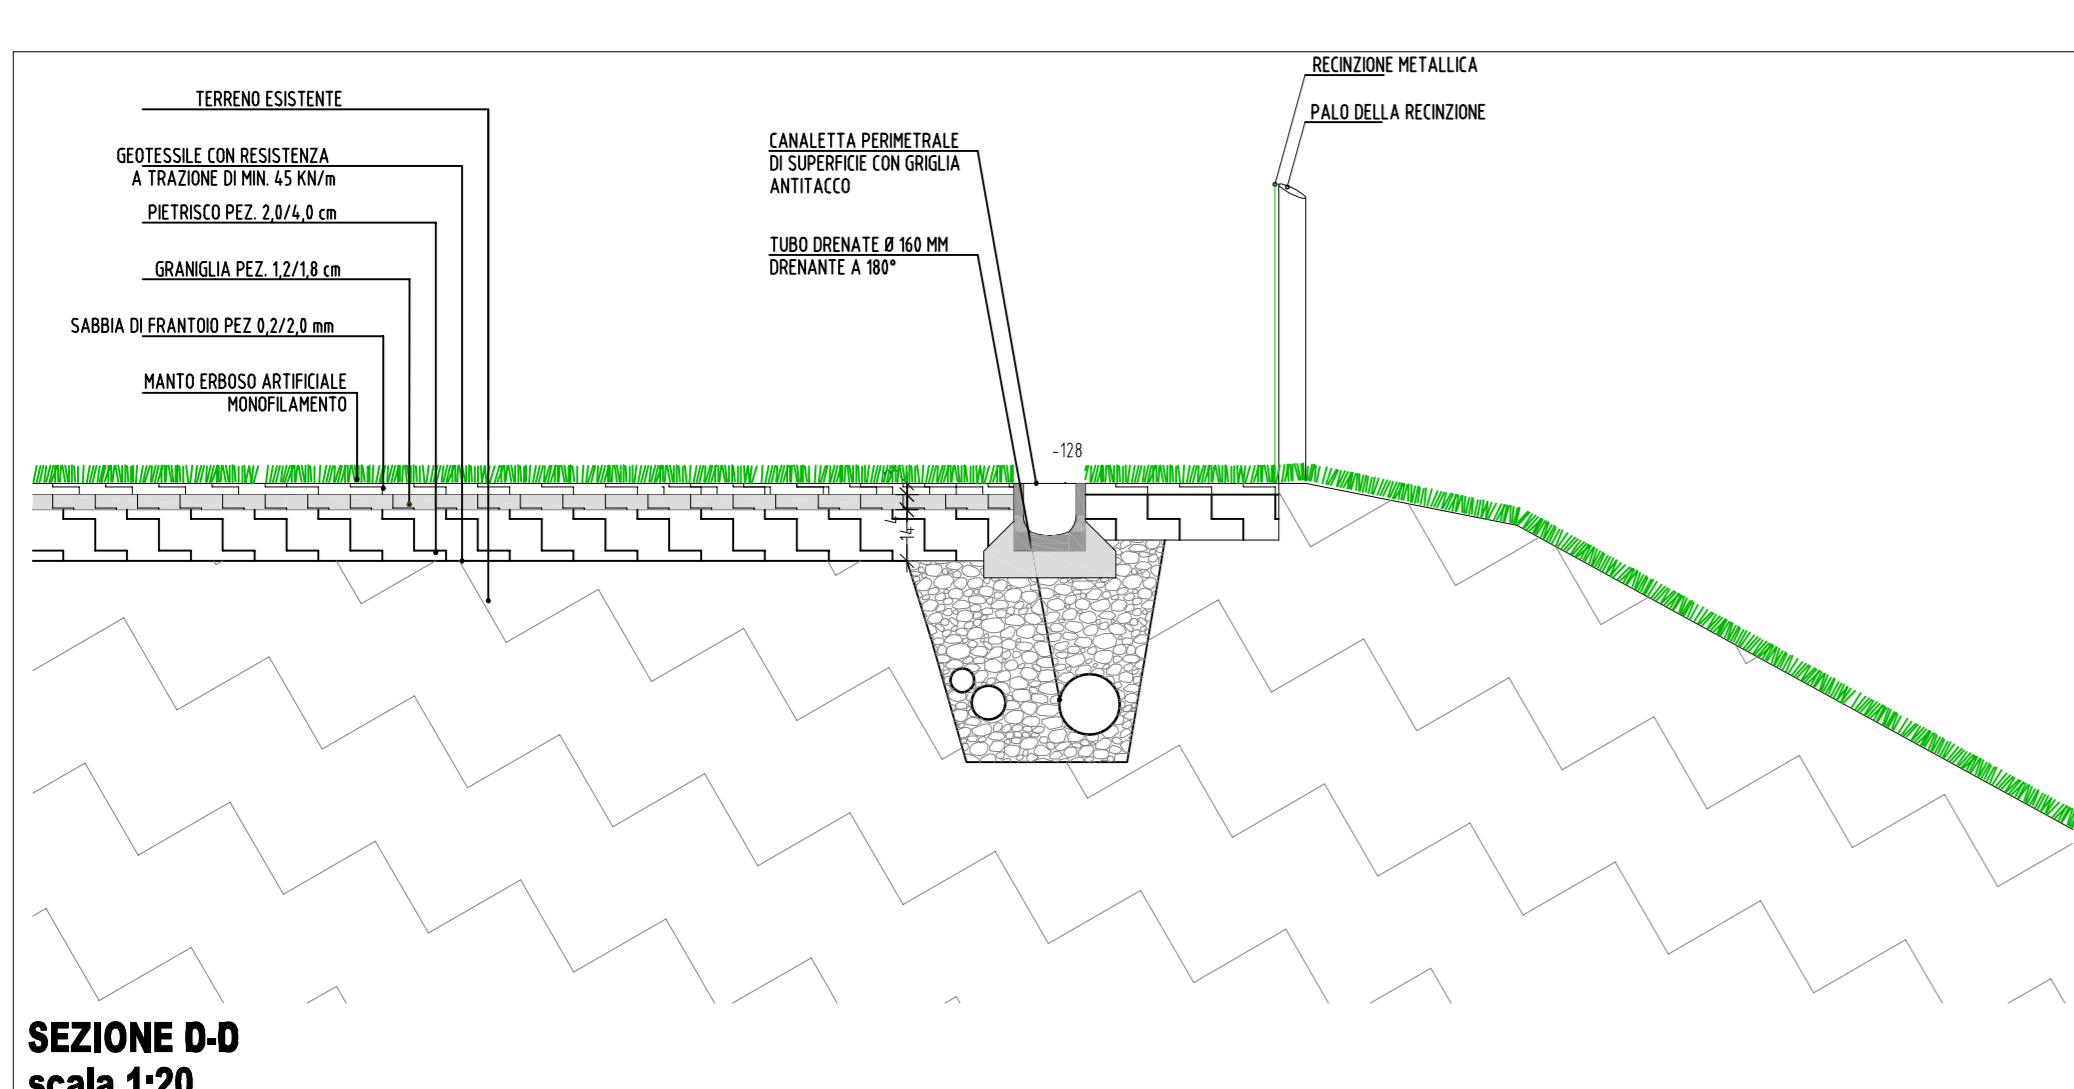 RECINZIONE METALLICA
PALO DELLA RECINZIONE
TERRENO ESISTENTE
GEOTESSILE CON RESISTENZA
A TRAZIONE DI MIN. 45 KN/m
PIETRISCO PEZ. 2,0/4,0 cm
GRANIGLIA PEZ. 1,2/1,8 cm
SABBIA DI FRANTOIO PEZ 0,2/2,0 mm
MANTO ERBOSO ARTIFICIALE
MONOFILAMENTO
CANALETTA PERIMETRALE
DI SUPERFICIE CON GRIGLIA
ANTITACCO
TUBO DRENATE Ø 160 MM
DRENANTE A 180°
-128
3
4
14
SEZIONE D-D
scala 1:20